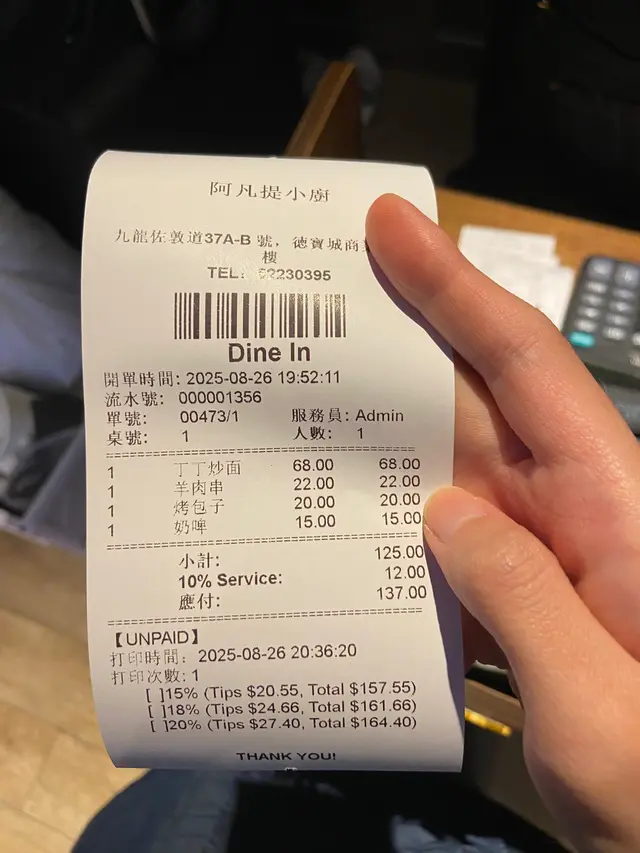 阿凡提小廚
九龍佐敦道37A-B 號, 德寶城商
樓
TEL: 2230395
Dine In
開單時間: 2025-08-26 19:52:11
流水號: 000001356
單號: 00473/1 服務員: Admin
桌號: 1 人數: 1
1 丁丁炒面 68.00 68.00
1 羊肉串 22.00 22.00
1 烤包子 20.00 20.00
1 奶啤 15.00 15.00
小計: 125.00
10% Service: 12.00
應付: 137.00
【UNPAID】
打印時間: 2025-08-26 20:36:20
打印次數: 1
[ ]15% (Tips $20.55, Total $157.55)
[ ]18% (Tips $24.66, Total $161.66)
[ ]20% (Tips $27.40, Total $164.40)
THANK YOU!